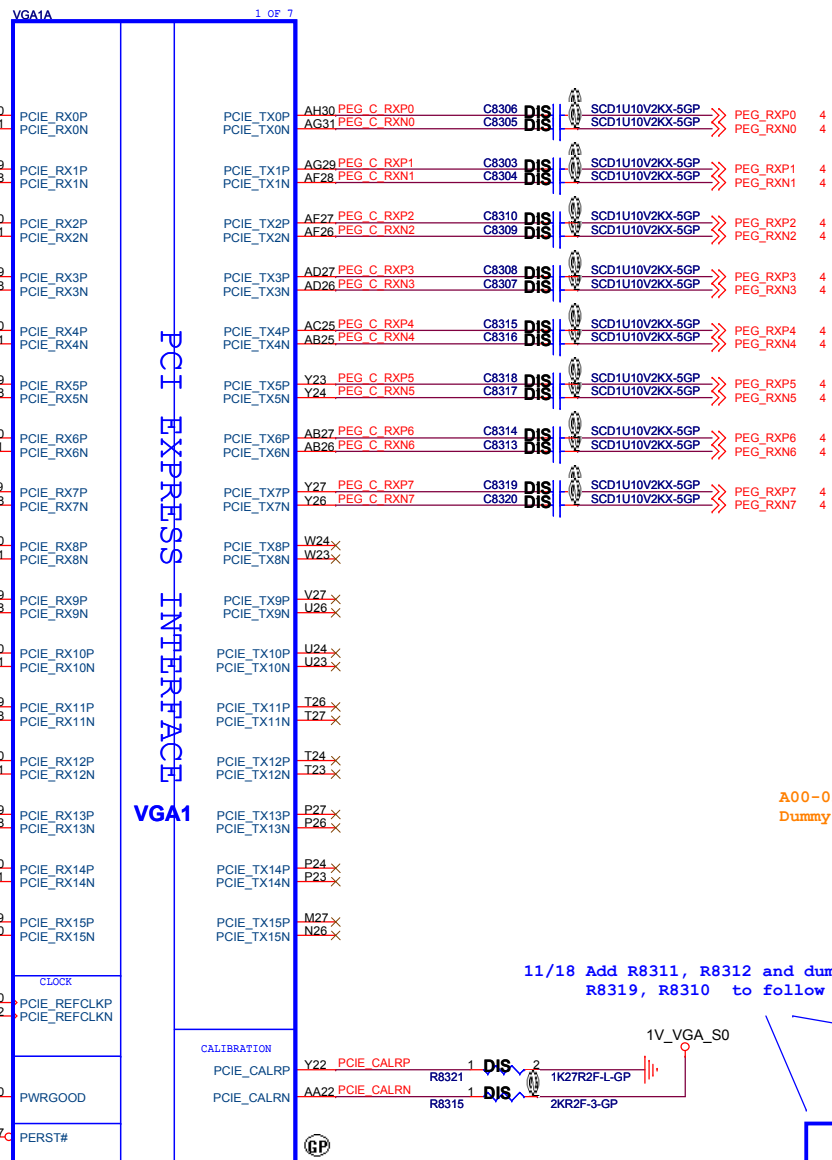 VGA1A 1 OF 7
PCIE_RX0P PCIE_TX0P AH30 PEG_C_RXP0 C8306 DIS SCD1U10V2KX-5GP PEG_RXP0 4
PCIE_RX0N PCIE_TX0N AG31 PEG_C_RXN0 C8305 DIS SCD1U10V2KX-5GP PEG_RXN0 4
PCIE_RX1P PCIE_TX1P AG29 PEG_C_RXP1 C8303 DIS SCD1U10V2KX-5GP PEG_RXP1 4
PCIE_RX1N PCIE_TX1N AF28 PEG_C_RXN1 C8304 DIS SCD1U10V2KX-5GP PEG_RXN1 4
PCIE_RX2P PCIE_TX2P AF27 PEG_C_RXP2 C8310 DIS SCD1U10V2KX-5GP PEG_RXP2 4
PCIE_RX2N PCIE_TX2N AF26 PEG_C_RXN2 C8309 DIS SCD1U10V2KX-5GP PEG_RXN2 4
PCIE_RX3P PCIE_TX3P AD27 PEG_C_RXP3 C8308 DIS SCD1U10V2KX-5GP PEG_RXP3 4
PCIE_RX3N PCIE_TX3N AD26 PEG_C_RXN3 C8307 DIS SCD1U10V2KX-5GP PEG_RXN3 4
PCIE_RX4P PCIE_TX4P AC25 PEG_C_RXP4 C8315 DIS SCD1U10V2KX-5GP PEG_RXP4 4
PCIE_RX4N PCIE_TX4N AB25 PEG_C_RXN4 C8316 DIS SCD1U10V2KX-5GP PEG_RXN4 4
PCIE_RX5P PCIE_TX5P Y23 PEG_C_RXP5 C8318 DIS SCD1U10V2KX-5GP PEG_RXP5 4
PCIE_RX5N PCIE_TX5N Y24 PEG_C_RXN5 C8317 DIS SCD1U10V2KX-5GP PEG_RXN5 4
PCIE_RX6P PCIE_TX6P AB27 PEG_C_RXP6 C8314 DIS SCD1U10V2KX-5GP PEG_RXP6 4
PCIE_RX6N PCIE_TX6N AB26 PEG_C_RXN6 C8313 DIS SCD1U10V2KX-5GP PEG_RXN6 4
PCIE_RX7P PCIE_TX7P Y27 PEG_C_RXP7 C8319 DIS SCD1U10V2KX-5GP PEG_RXP7 4
PCIE_RX7N PCIE_TX7N Y26 PEG_C_RXN7 C8320 DIS SCD1U10V2KX-5GP PEG_RXN7 4
PCI EXPRESS INTERFACE
PCIE_RX8P PCIE_TX8P W24
PCIE_RX8N PCIE_TX8N W23
PCIE_RX9P PCIE_TX9P V27
PCIE_RX9N PCIE_TX9N U26
PCIE_RX10P PCIE_TX10P U24
PCIE_RX10N PCIE_TX10N U23
PCIE_RX11P PCIE_TX11P T26
PCIE_RX11N PCIE_TX11N T27
PCIE_RX12P PCIE_TX12P T24
PCIE_RX12N PCIE_TX12N T23
A00-0
VGA1
Dummy
PCIE_RX13P PCIE_TX13P P27
PCIE_RX13N PCIE_TX13N P26
PCIE_RX14P PCIE_TX14P P24
PCIE_RX14N PCIE_TX14N P23
PCIE_RX15P PCIE_TX15P M27
PCIE_RX15N PCIE_TX15N N26
11/18 Add R8311, R8312 and dum
R8319, R8310 to follow
CLOCK
PCIE_REFCLKP
PCIE_REFCLKN
1V_VGA_S0
CALIBRATION
PCIE_CALRP Y22 PCIE_CALRP R8321 1 DIS 2 1K27R2F-L-GP
PWRGOOD PCIE_CALRN AA22 PCIE_CALRN R8315 1 DIS 2 2KR2F-3-GP
PERST#
GP